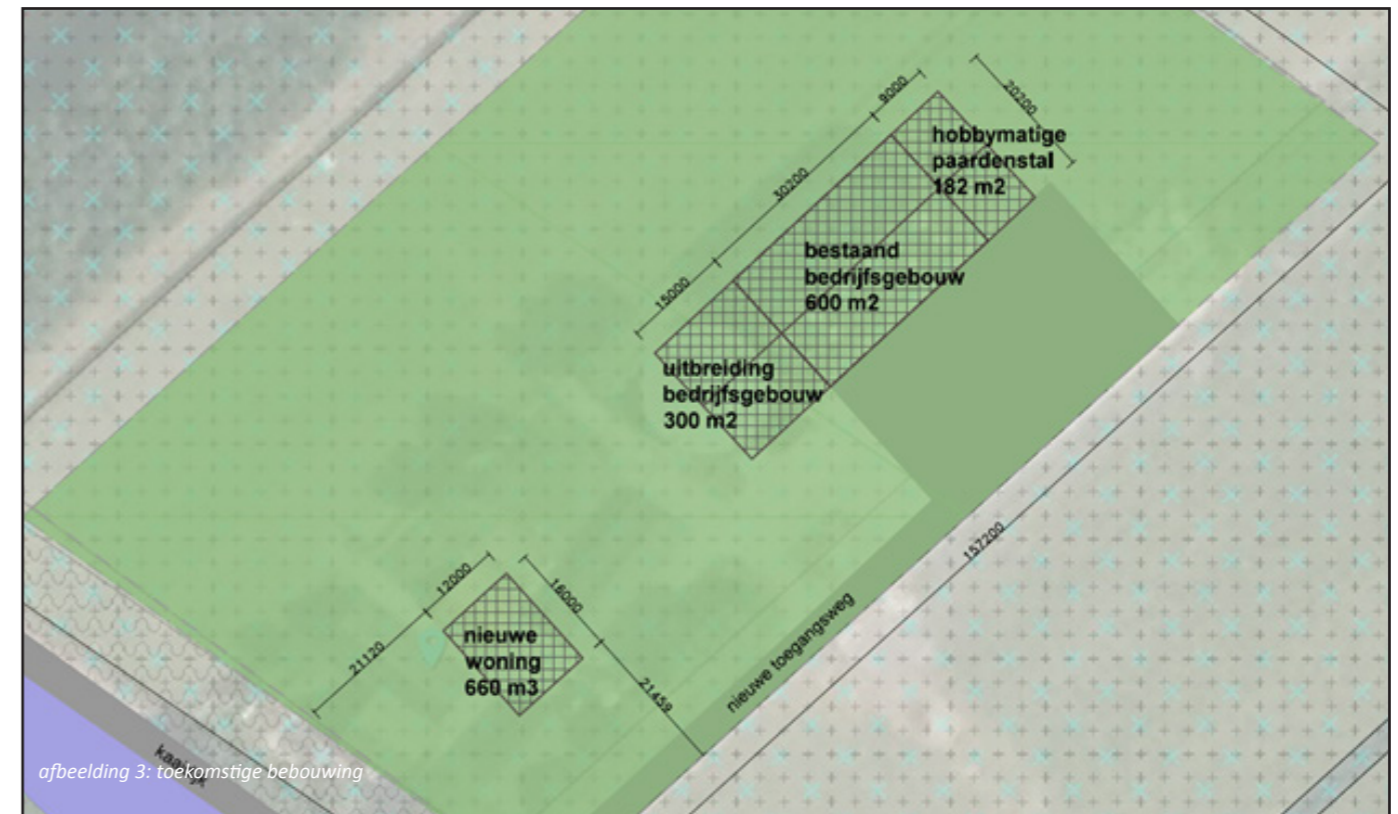 9000
20200
hobbymatige
paardenstal
182 m2
30200
bestaand
bedrijfsgebouw
600 m2
15000
uitbreiding
bedrijfsgebouw
300 m2
157200
12000
16000
nieuwe
woning
660 m3
21120
21459
nieuwe toegangsweg
afbeelding 3: toekomstige bebouwing